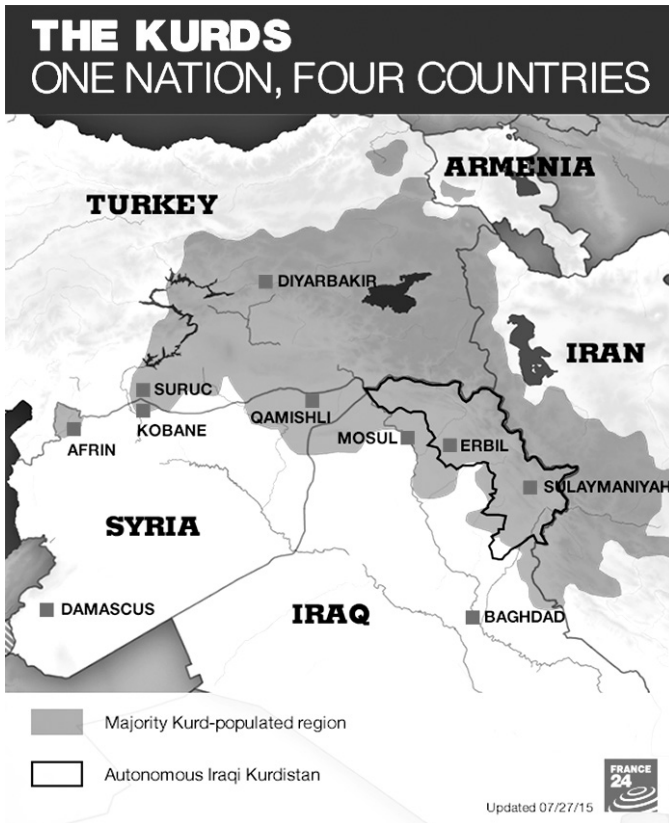 THE KURDS
ONE NATION, FOUR COUNTRIES
ARMENIA
TURKEY
DIYARBAKIR
IRAN
SURUC
QAMISHLI
KOBANE
MOSUL
ERBIL
AFRIN
SULAYMANIYAH
SYRIA
DAMASCUS
IRAQ
BAGHDAD
Majority Kurd-populated region
Autonomous Iraqi Kurdistan
FRANCE
24
Updated 07/27/15